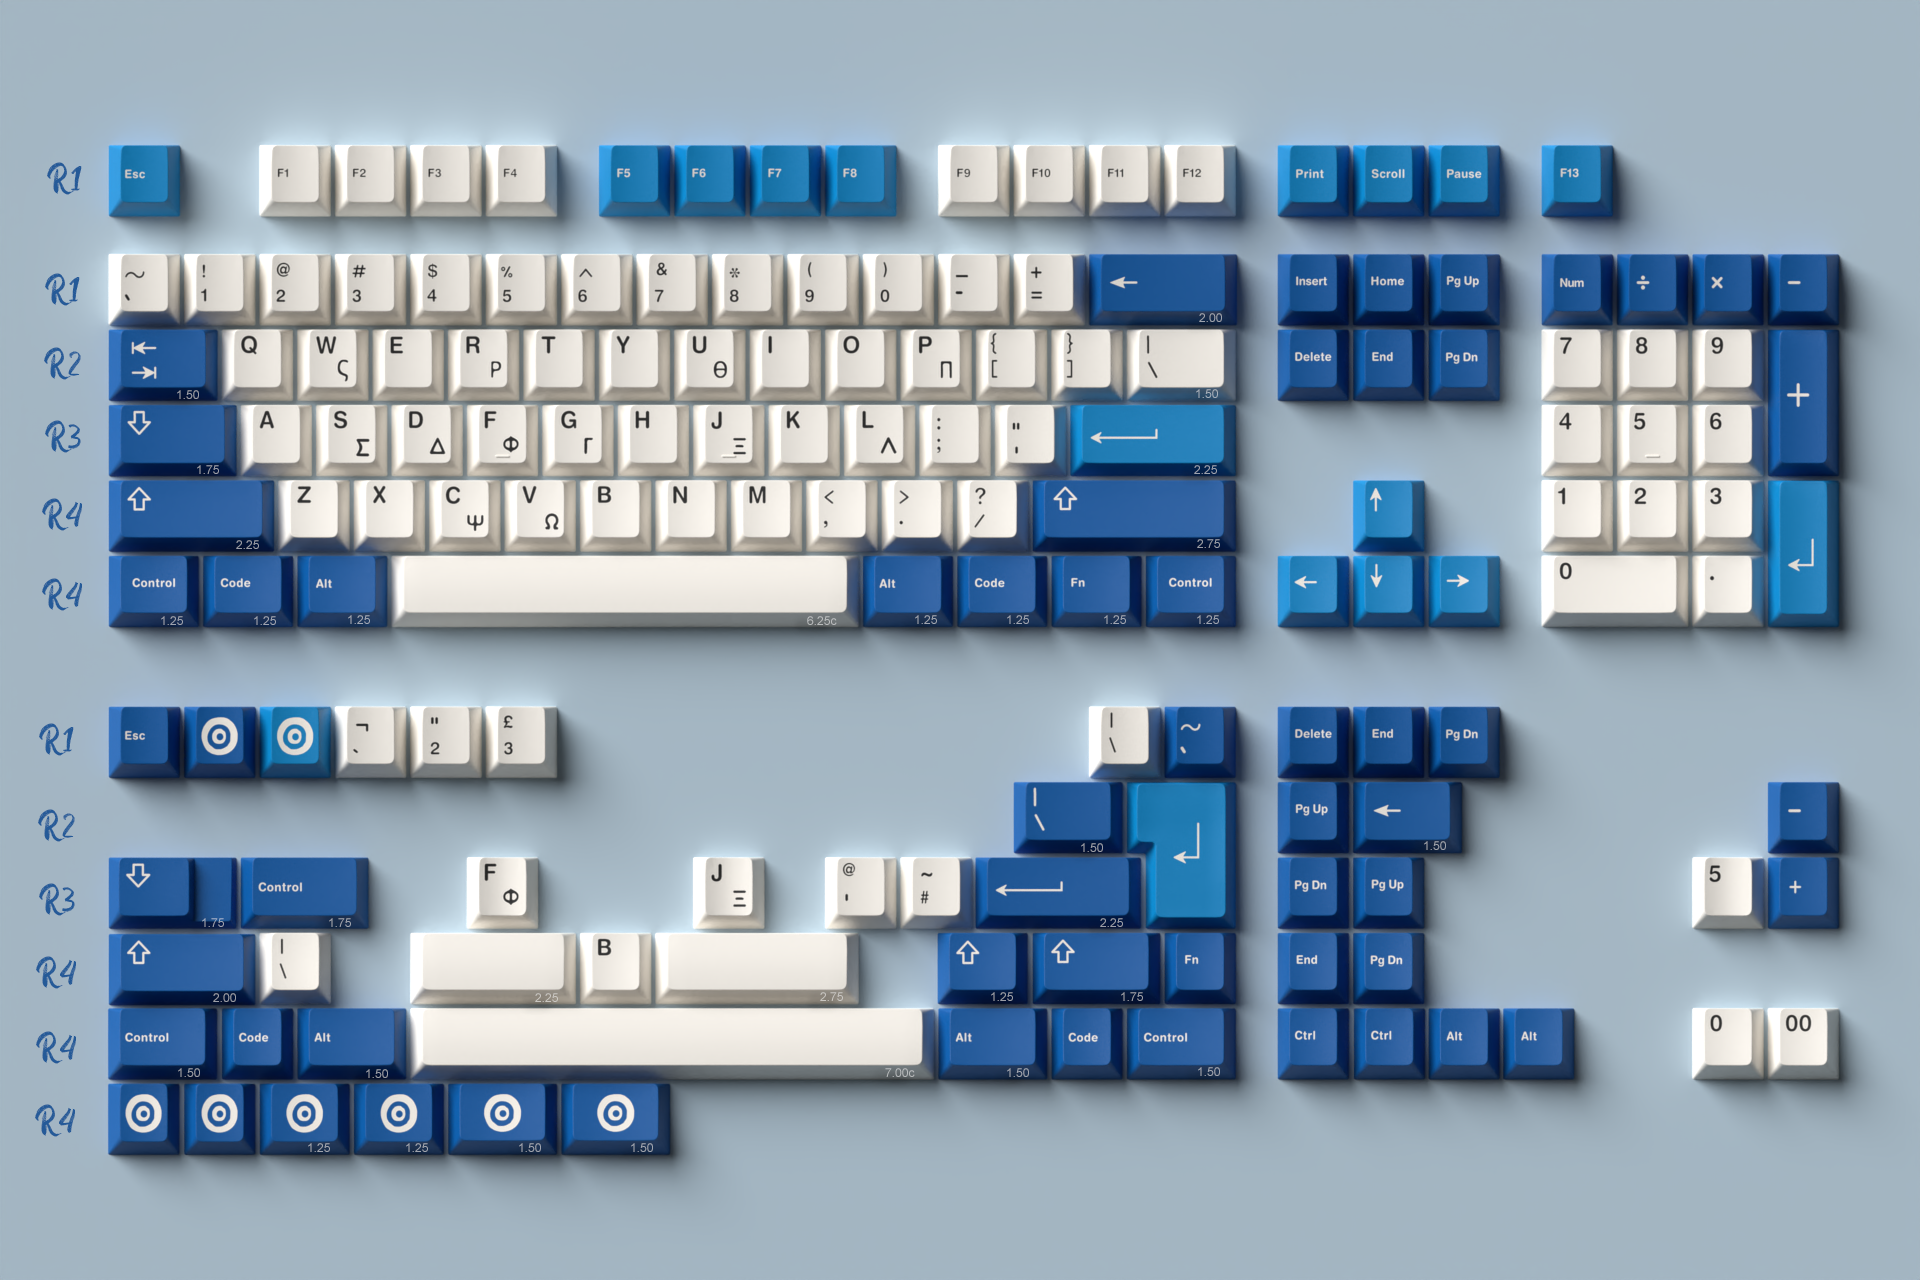 R1 Esc F1 F2 F3 F4 F5 F6 F7 F8 F9 F10 F11 F12 Print Scroll Pause F13
R1 ~ ` ! 1 @ 2 # 3 $ 4 % 5 ^ 6 & 7 * 8 ( 9 ) 0 _ - + = ← 2.00 Insert Home Pg Up Num ÷ × −
R2 ⇤ ⇥ 1.50 Q W ς E R Ρ T Y U Θ I O P Π { [ } ] | \ 1.50 Delete End Pg Dn 7 8 9 +
R3 ⇩ 1.75 A S Σ D Δ F Φ G Γ H J Ξ K L Λ : ; " ' ↵ 2.25 4 5 6
R4 ⇧ 2.25 Z X C Ψ V Ω B N M < , > . ? / ⇧ 2.75 ↑ 1 2 3 ↵
R4 Control 1.25 Code 1.25 Alt 1.25 6.25c Alt 1.25 Code 1.25 Fn 1.25 Control 1.25 ← ↓ → 0 .
R1 Esc ¬ ` " 2 £ 3 | \ ~ ` Delete End Pg Dn
R2 | \ 1.50 ↵ Pg Up ← 1.50 −
R3 ⇩ 1.75 Control 1.75 F Φ J Ξ @ ' ~ # ↵ 2.25 Pg Dn Pg Up 5 +
R4 ⇧ 2.00 | \ 2.25 B 2.75 ⇧ 1.25 ⇧ 1.75 Fn End Pg Dn
R4 Control 1.50 Code Alt 1.50 7.00c Alt 1.50 Code Control 1.50 Ctrl Ctrl Alt Alt 0 00
R4 1.25 1.25 1.50 1.50